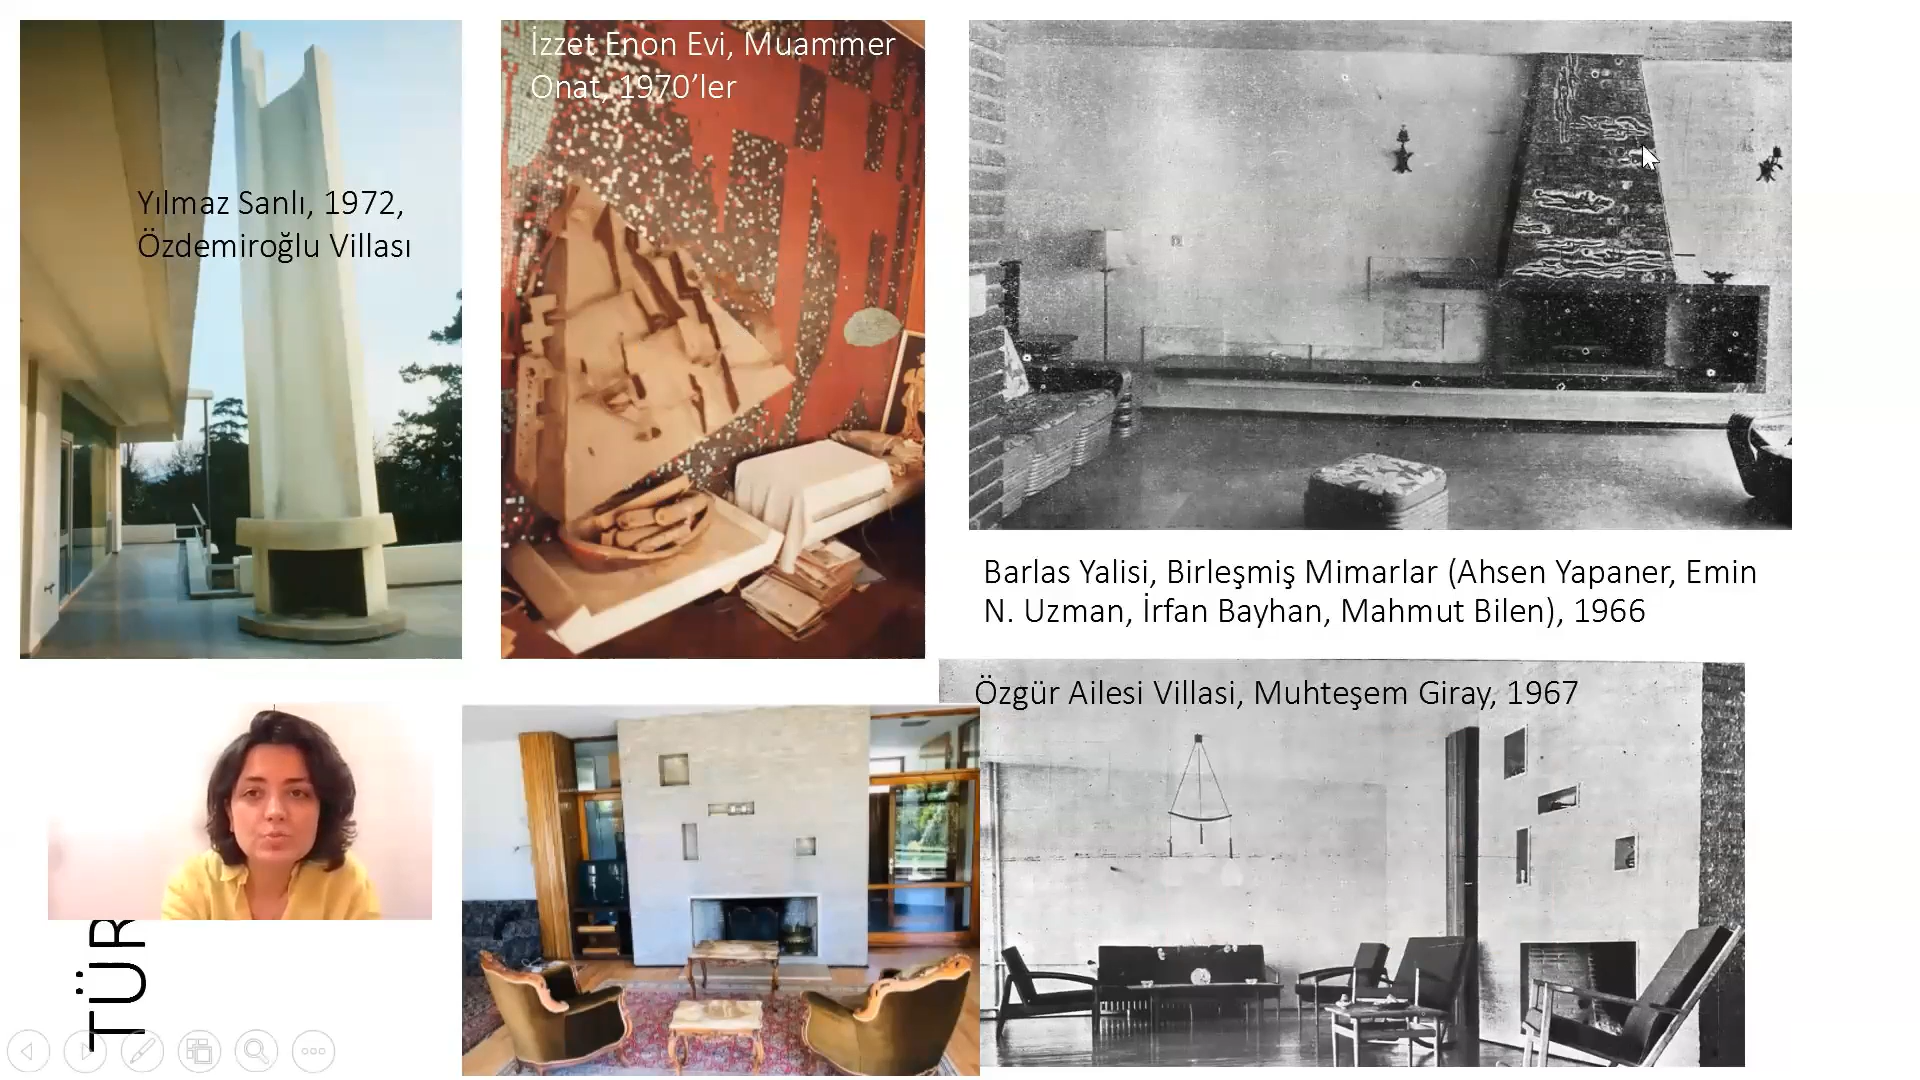 İzzet Enon Evi, Muammer
Onat, 1970’ler
Yılmaz Sanlı, 1972,
Özdemiroğlu Villası
Barlas Yalisi, Birleşmiş Mimarlar (Ahsen Yapaner, Emin
N. Uzman, İrfan Bayhan, Mahmut Bilen), 1966
Özgür Ailesi Villasi, Muhteşem Giray, 1967
TÜR